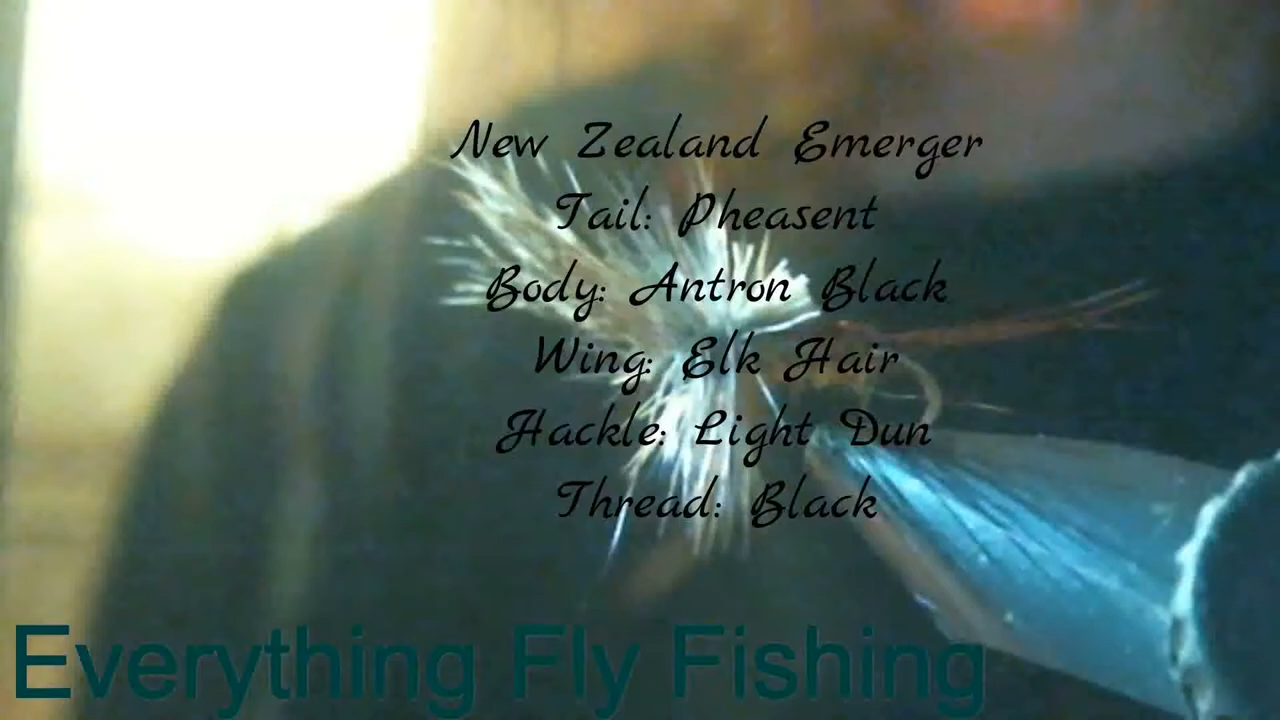 New Zealand Emerger
Tail: Pheasent
Body: Antron Black
Wing: Elk Hair
Hackle: Light Dun
Thread: Black
Everything Fly Fishing